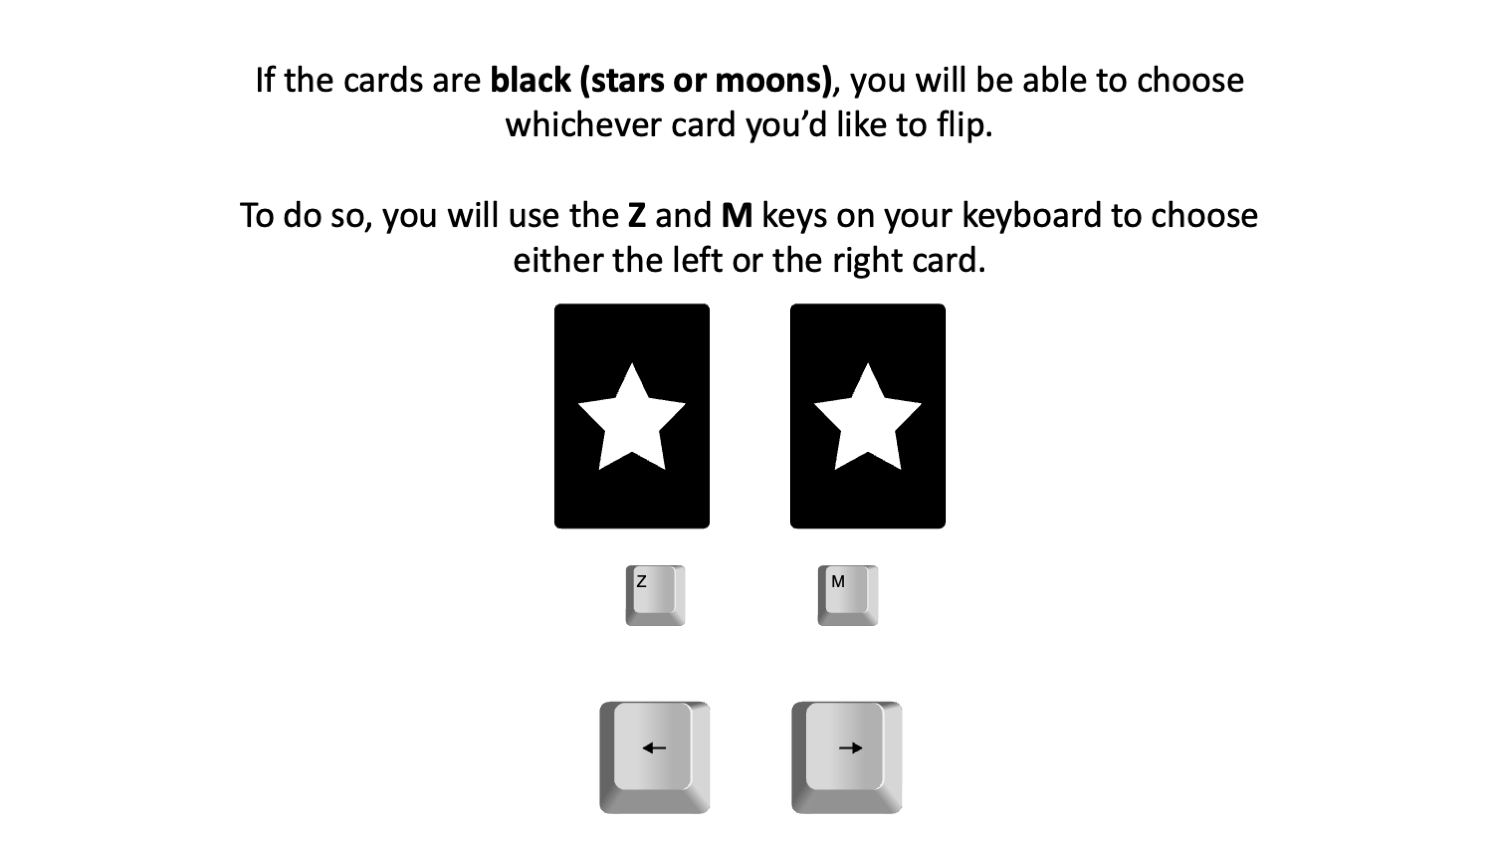 If the cards are black (stars or moons), you will be able to choose
whichever card you’d like to flip.
To do so, you will use the Z and M keys on your keyboard to choose
either the left or the right card.
Z M
← →